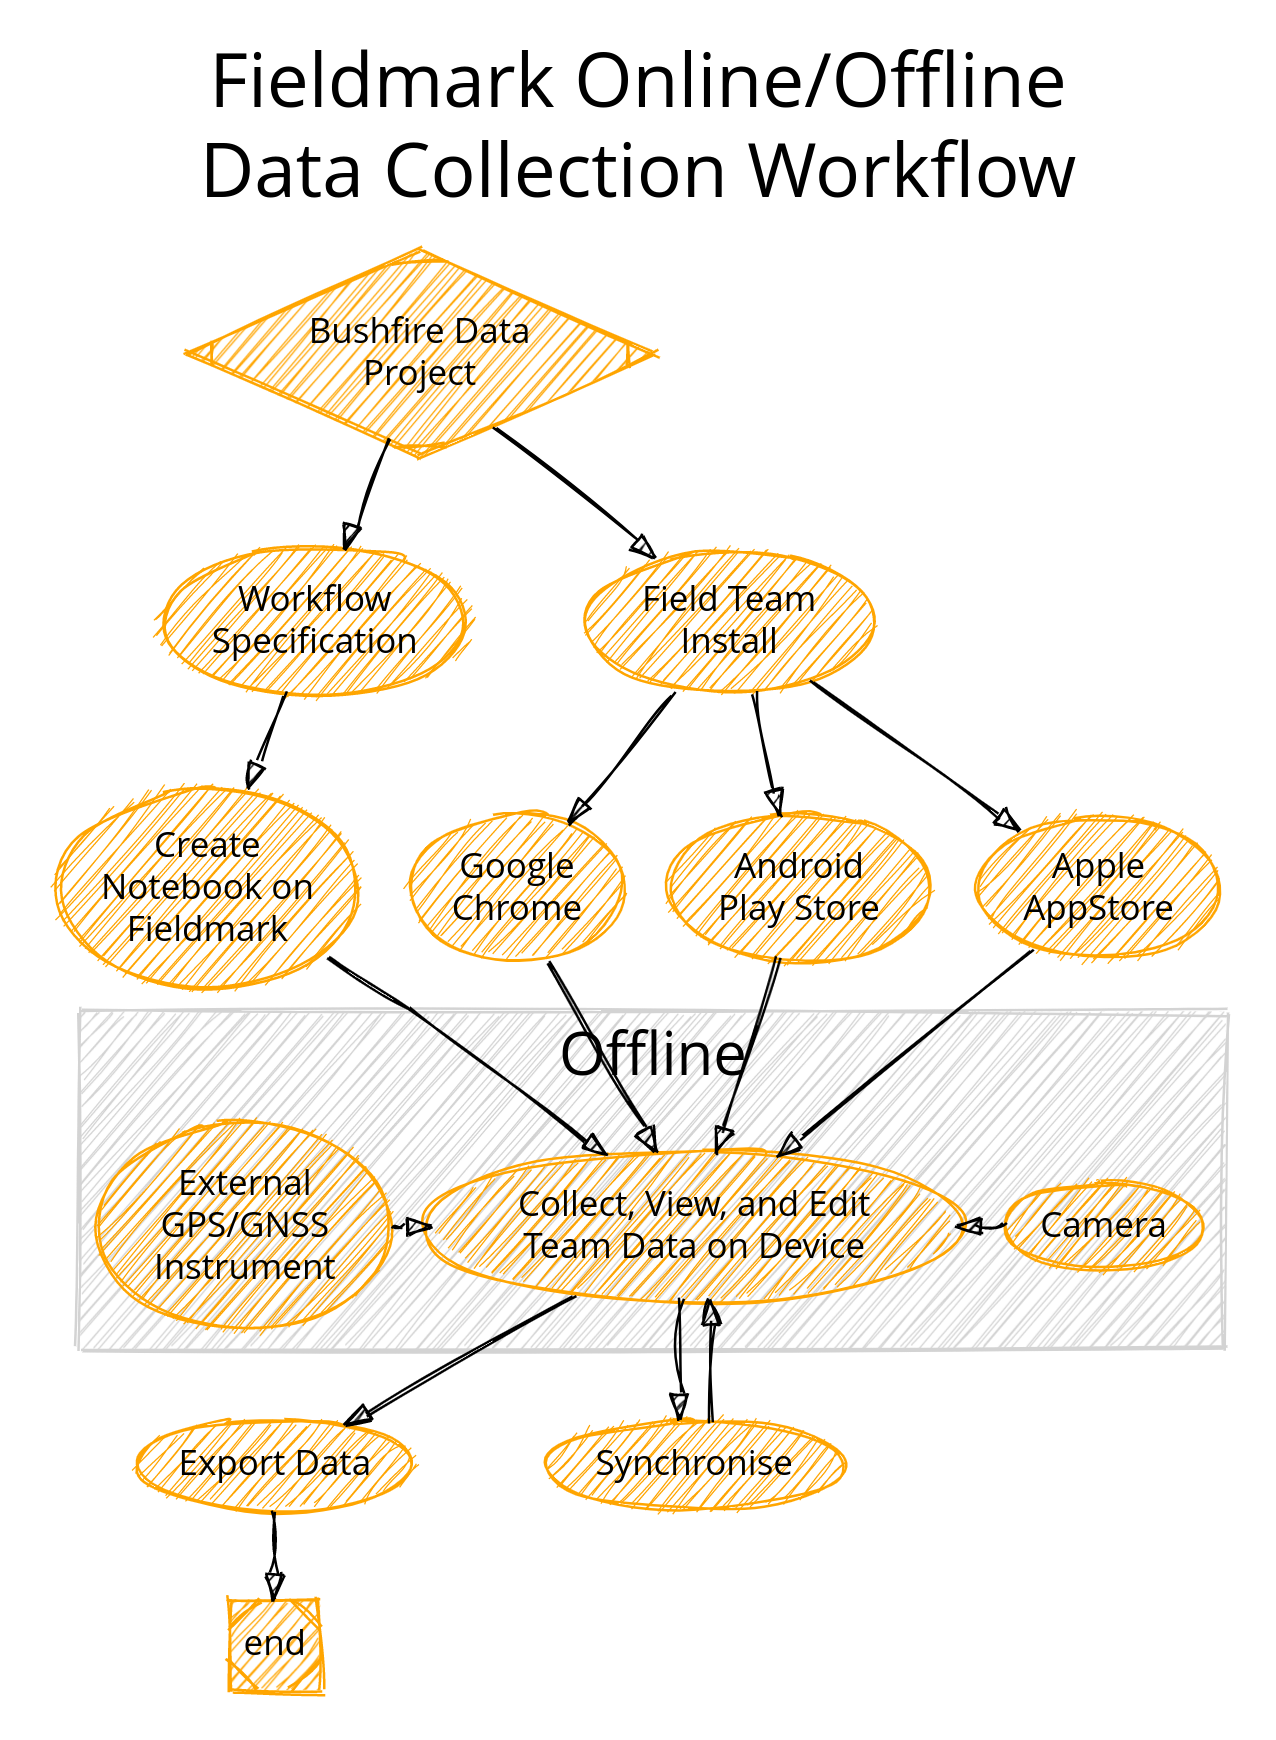 Fieldmark Online/Offline
Data Collection Workflow
Bushfire Data
Project
Workflow
Specification
Field Team
Install
Create
Notebook on
Fieldmark
Google
Chrome
Android
Play Store
Apple
AppStore
Offline
External
GPS/GNSS
Instrument
Collect, View, and Edit
Team Data on Device
Camera
Export Data
Synchronise
end